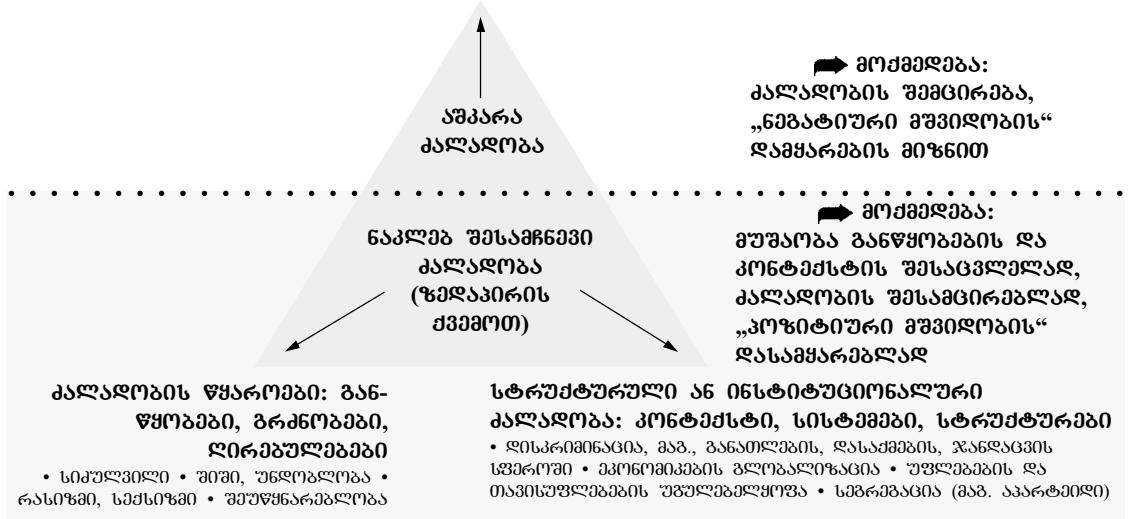 აშკარა
ძალადობა
➡ მოქმედება:
ძალადობის შემცირება,
„ნეგატიური მშვიდობის“
დამყარების მიზნით
ნაკლებ შესამჩნევი
ძალადობა
(ზედაპირის
ქვემოთ)
➡ მოქმედება:
მუშაობა განწყობების და
კონტექსტის შესაცვლელად,
ძალადობის შესამცირებლად,
„პოზიტიური მშვიდობის“
დასამყარებლად
ძალადობის წყაროები: გან-
წყობები, გრძნობები,
ღირებულებები
• სიძულვილი • შიში, უნდობლობა •
რასიზმი, სექსიზმი • შეუწყნარებლობა
სტრუქტურული ან ინსტიტუციონალური
ძალადობა: კონტექსტი, სისტემები, სტრუქტურები
• დისკრიმინაცია, მაგ., განათლების, დასაქმების, ჯანდაცვის
სფეროში • ეკონომიკების გლობალიზაცია • უფლებების და
თავისუფლებების უგულებელყოფა • სეგრეგაცია (მაგ. აპარტეიდი)